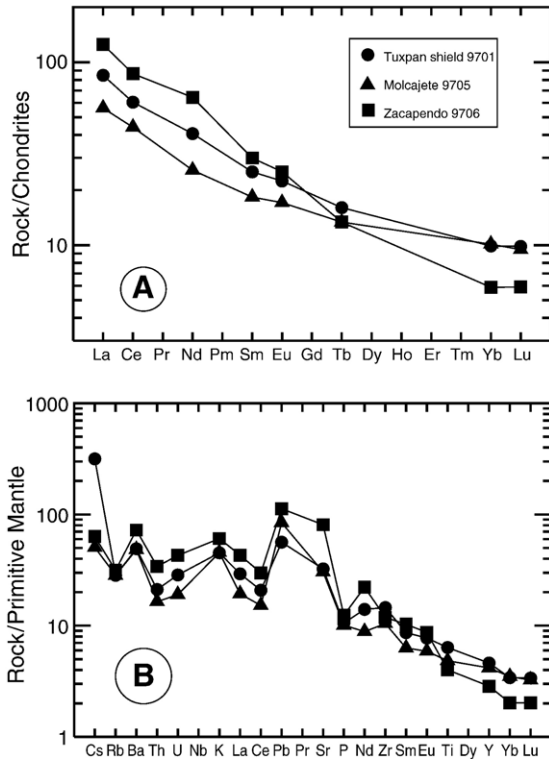 100
10
Rock/Chondrites
Tuxpan shield 9701
Molcajete 9705
Zacapendo 9706
A
La Ce Pr Nd Pm Sm Eu Gd Tb Dy Ho Er Tm Yb Lu
1000
100
10
1
Rock/Primitive Mantle
B
Cs Rb Ba Th U Nb K La Ce Pb Pr Sr P Nd Zr Sm Eu Ti Dy Y Yb Lu